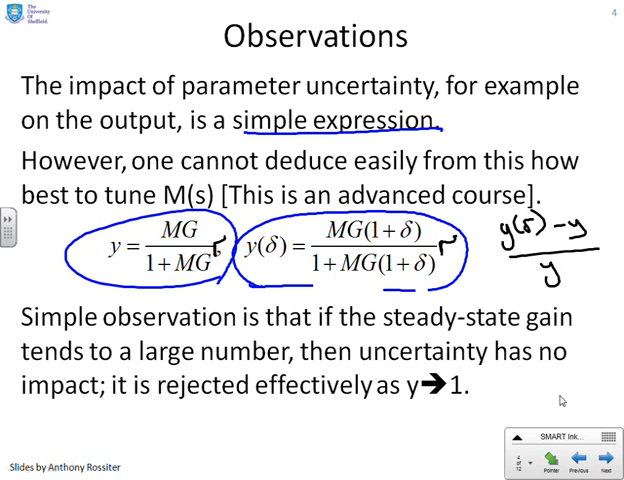 The
University
Of
Sheffield.
4
Observations
The impact of parameter uncertainty, for example
on the output, is a simple expression.
However, one cannot deduce easily from this how
best to tune M(s) [This is an advanced course].
y = MG / 1 + MG r, y(δ) = MG(1 + δ) / 1 + MG(1 + δ) r
y(δ) - y / y
Simple observation is that if the steady-state gain
tends to a large number, then uncertainty has no
impact; it is rejected effectively as y➔1.
SMART Ink...
4
of
12
Pointer Previous Next
Slides by Anthony Rossiter